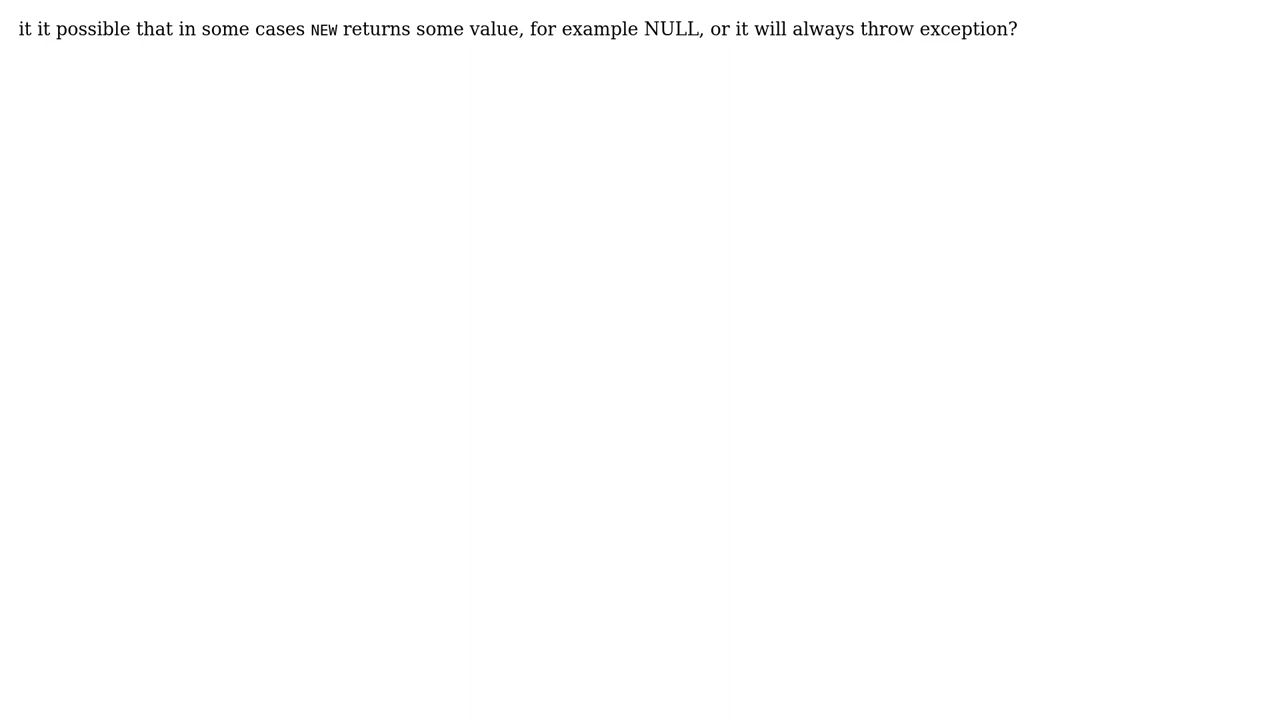 it it possible that in some cases NEW returns some value, for example NULL, or it will always throw exception?